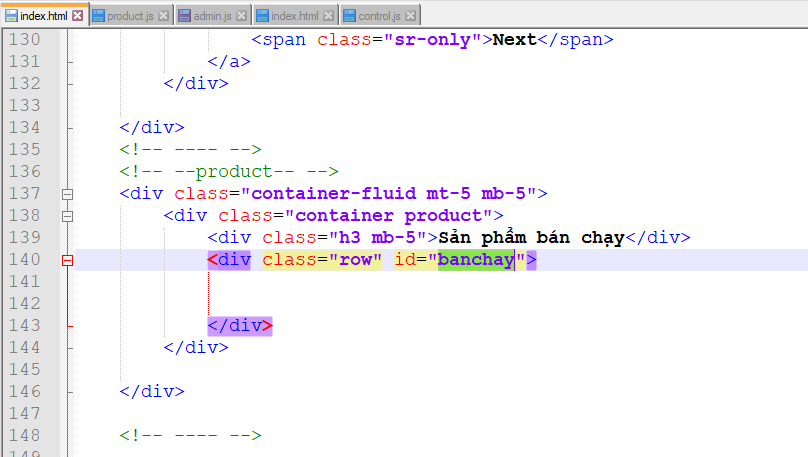 index.html product.js admin.js index.html control.js
130 <span class="sr-only">Next</span>
131 </a>
132 </div>
133
134 </div>
135 <!-- ---- -->
136 <!-- --product-- -->
137 <div class="container-fluid mt-5 mb-5">
138 <div class="container product">
139 <div class="h3 mb-5">Sản phẩm bán chạy</div>
140 <div class="row" id="banchay">
141
142
143 </div>
144 </div>
145
146 </div>
147
148 <!-- ---- -->